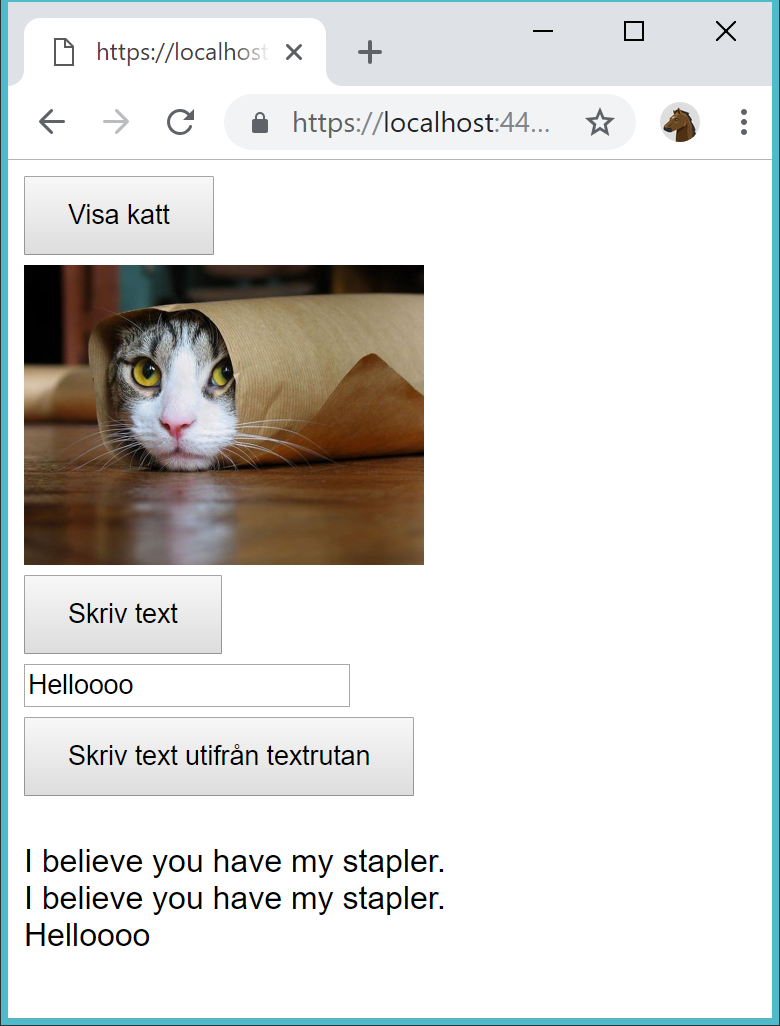 https://localhost
https://localhost:44...
Visa katt
Skriv text
Helloooo
Skriv text utifrån textrutan
I believe you have my stapler.
I believe you have my stapler.
Helloooo